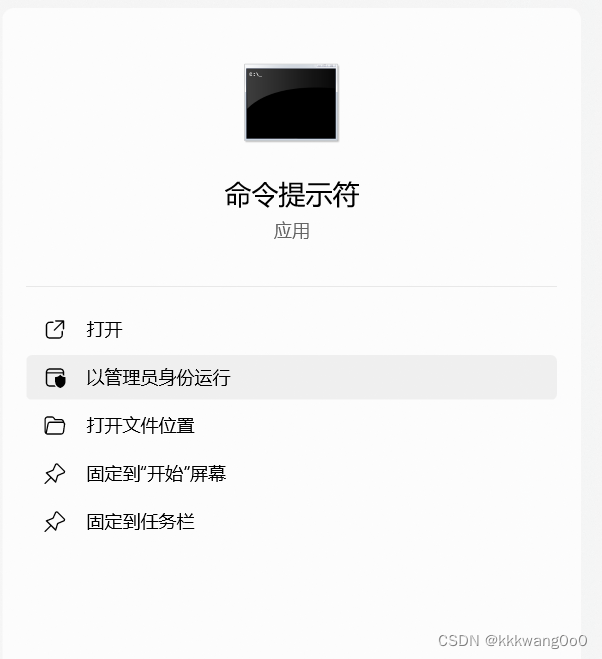 命令提示符
应用
打开
以管理员身份运行
打开文件位置
固定到“开始”屏幕
固定到任务栏
CSDN @kkkwang0o0